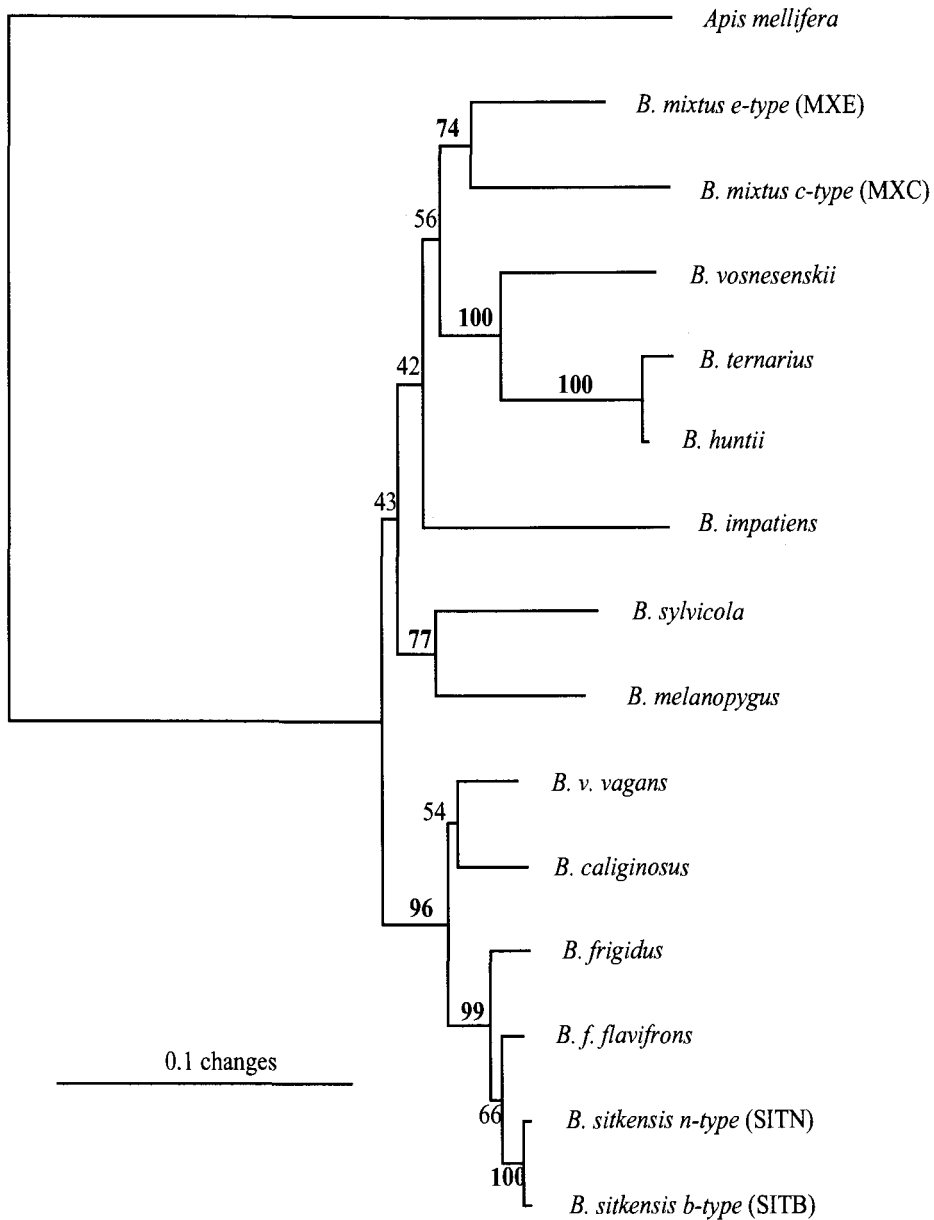 Apis mellifera
B. mixtus e-type (MXE)
74
B. mixtus c-type (MXC)
56
B. vosnesenskii
100
B. ternarius
42
100
B. huntii
43
B. impatiens
B. sylvicola
77
B. melanopygus
B. v. vagans
54
B. caliginosus
96
B. frigidus
99
B. f. flavifrons
0.1 changes
66
B. sitkensis n-type (SITN)
100
B. sitkensis b-type (SITB)